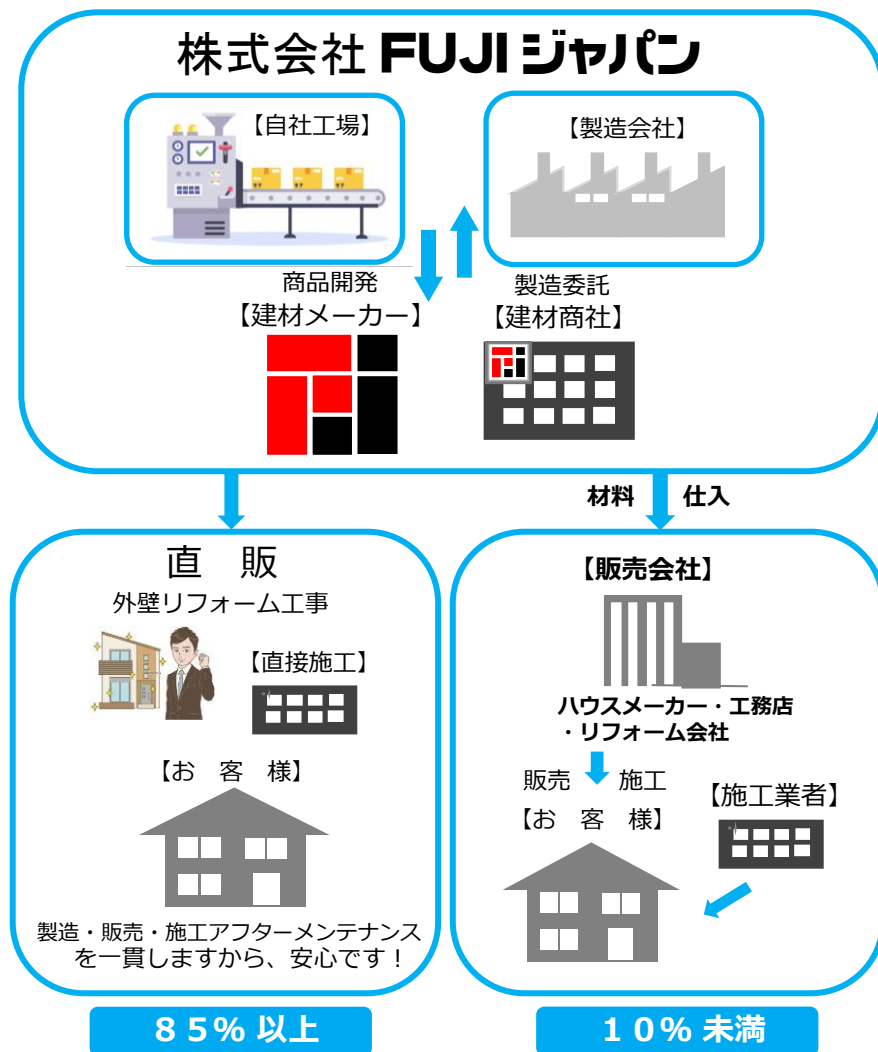 株式会社 FUJIジャパン
【自社工場】
【製造会社】
商品開発
【建材メーカー】
製造委託
【建材商社】
材料 仕入
直 販
外壁リフォーム工事
【直接施工】
【お 客 様】
製造・販売・施工アフターメンテナンス
を一貫しますから、安心です！
８５% 以上
【販売会社】
ハウスメーカー・工務店
・リフォーム会社
販売 施工
【お 客 様】
【施工業者】
１０% 未満